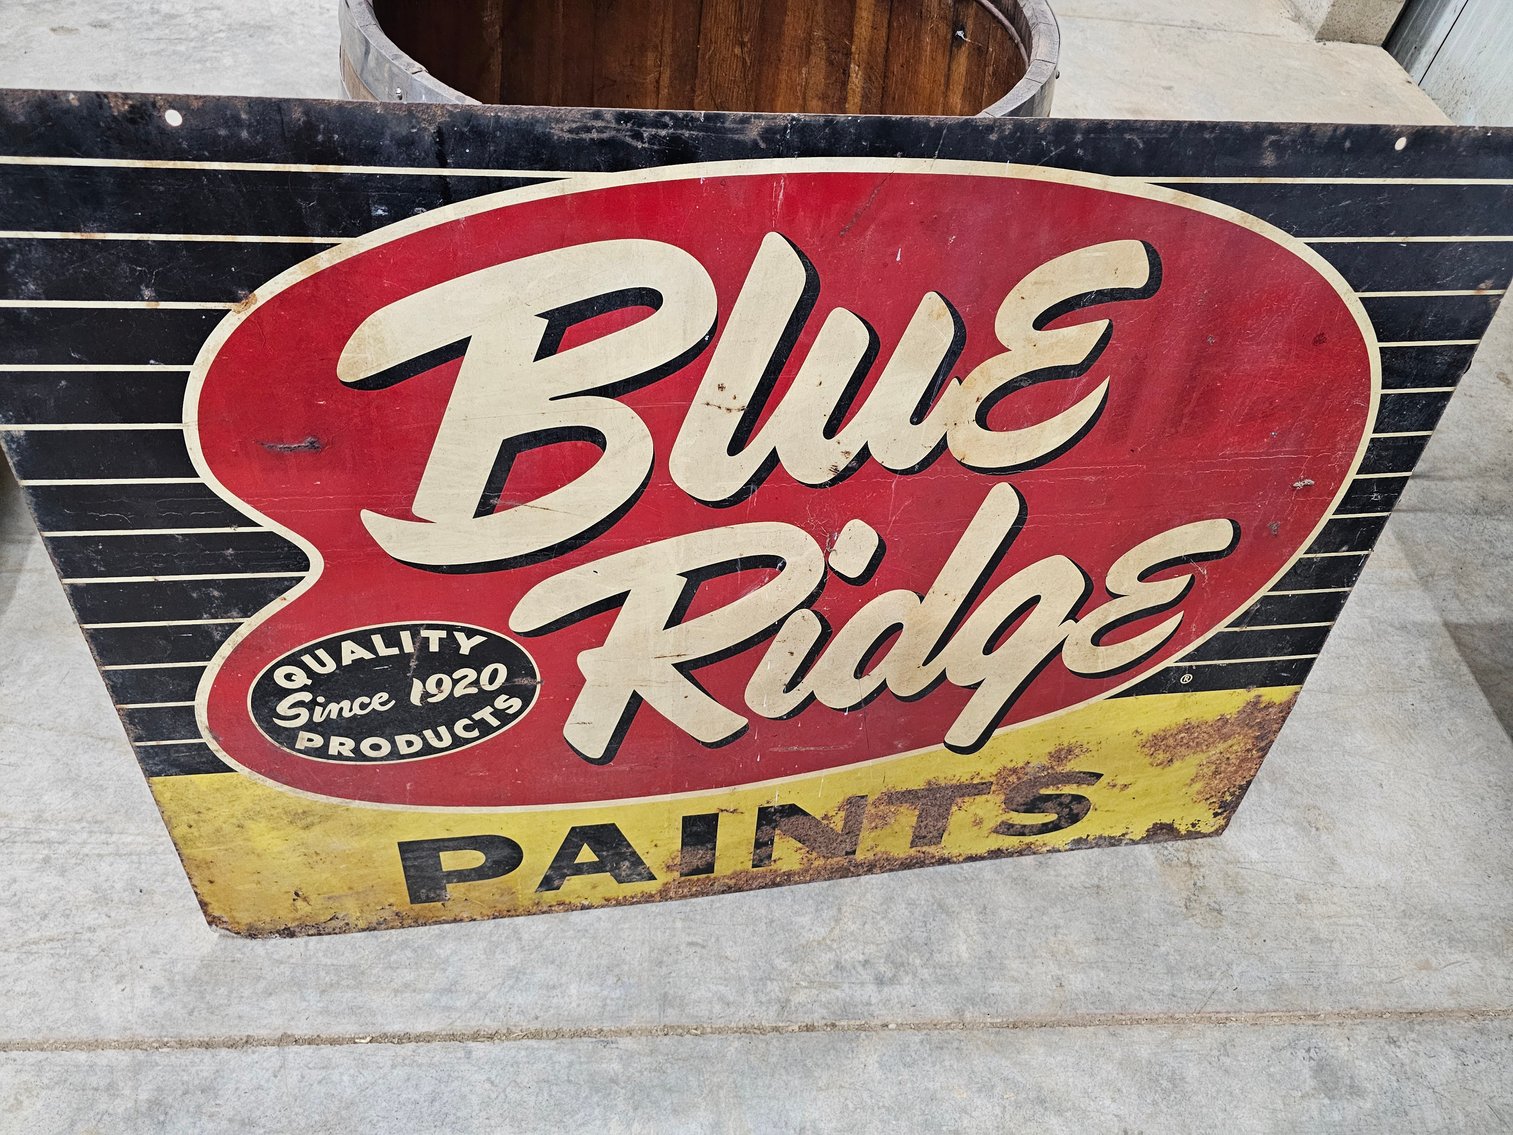 Blue
Ridge
®
QUALITY
Since 1920
PRODUCTS
PAINTS